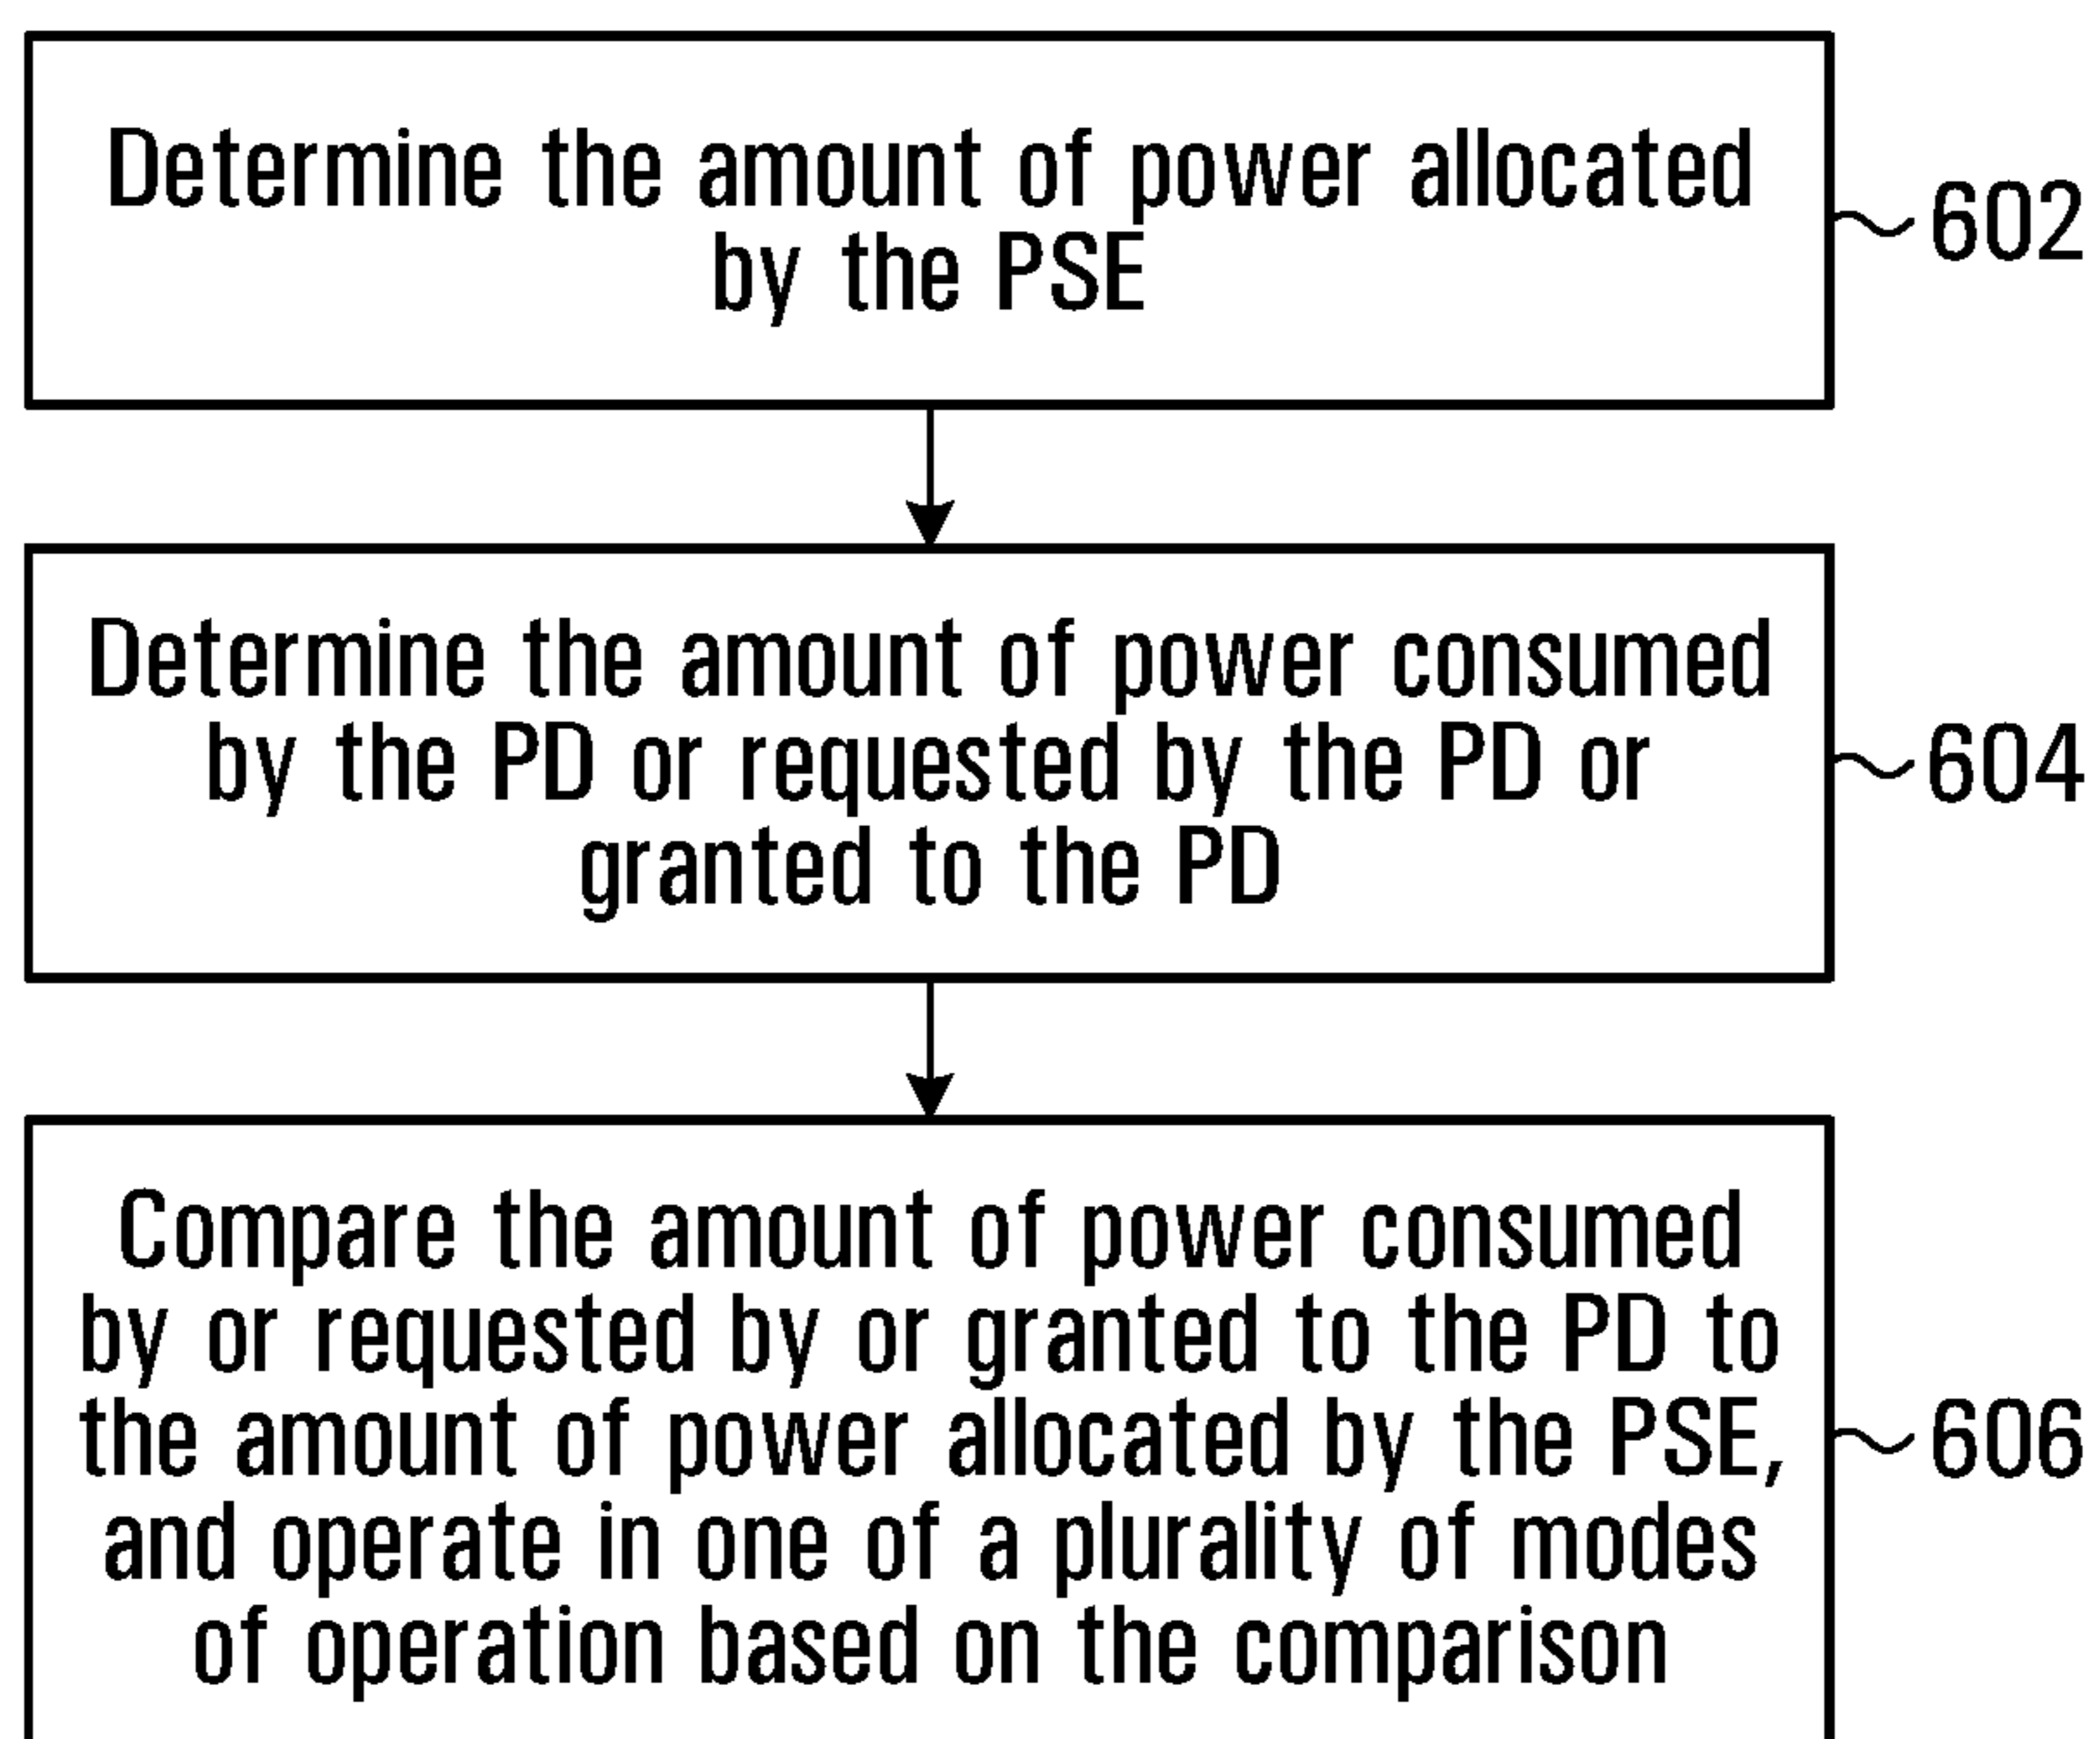 Determine the amount of power allocated
by the PSE
602
Determine the amount of power consumed
by the PD or requested by the PD or
granted to the PD
604
Compare the amount of power consumed
by or requested by or granted to the PD to
the amount of power allocated by the PSE,
and operate in one of a plurality of modes
of operation based on the comparison
606